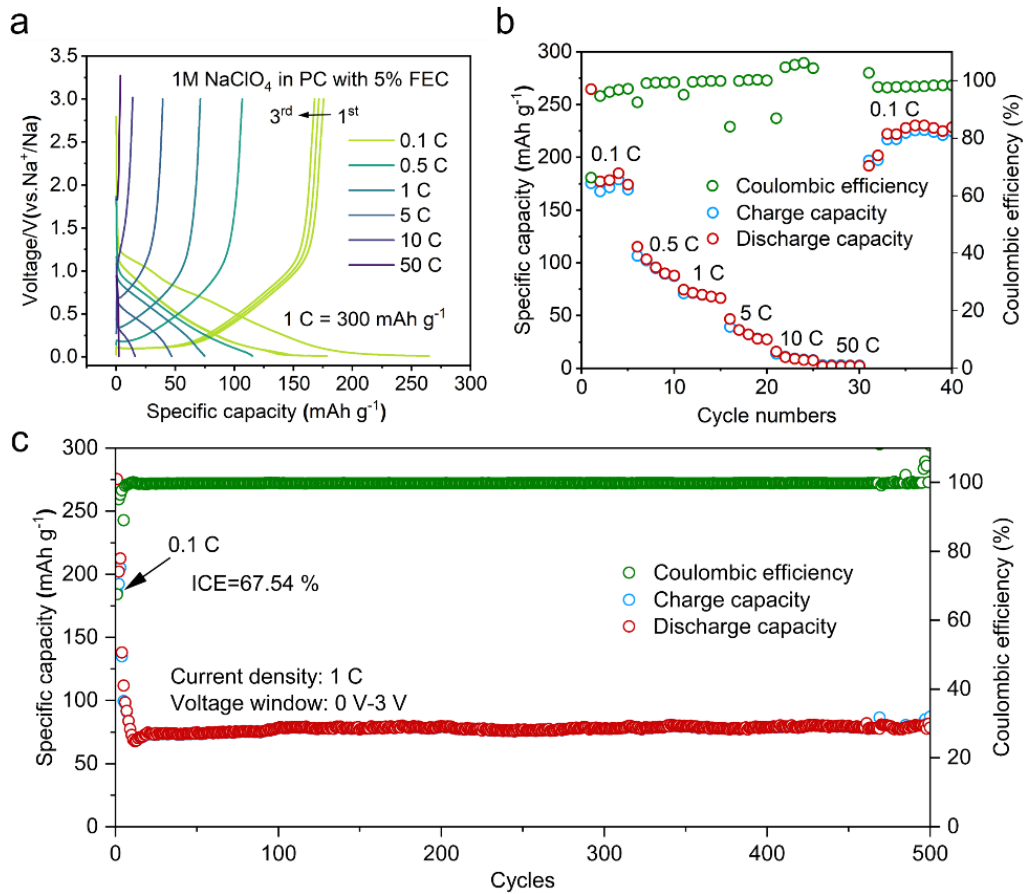 a
1M NaClO₄ in PC with 5% FEC
3ʳᵈ 1ˢᵗ
0.1 C
0.5 C
1 C
5 C
10 C
50 C
1 C = 300 mAh g⁻¹
Voltage/V(vs.Na⁺/Na)
3.5
3.0
2.5
2.0
1.5
1.0
0.5
0.0
0 50 100 150 200 250 300
Specific capacity (mAh g⁻¹)
b
Specific capacity (mAh g⁻¹)
300
250
200
150
100
50
0
0.1 C
0.5 C
1 C
5 C
10 C
50 C
0.1 C
Coulombic efficiency
Charge capacity
Discharge capacity
100
80
60
40
20
0
Coulombic efficiency (%)
0 10 20 30 40
Cycle numbers
c
Specific capacity (mAh g⁻¹)
300
250
200
150
100
50
0
0.1 C
ICE=67.54 %
Current density: 1 C
Voltage window: 0 V-3 V
Coulombic efficiency
Charge capacity
Discharge capacity
100
80
60
40
20
0
Coulombic efficiency (%)
0 100 200 300 400 500
Cycles